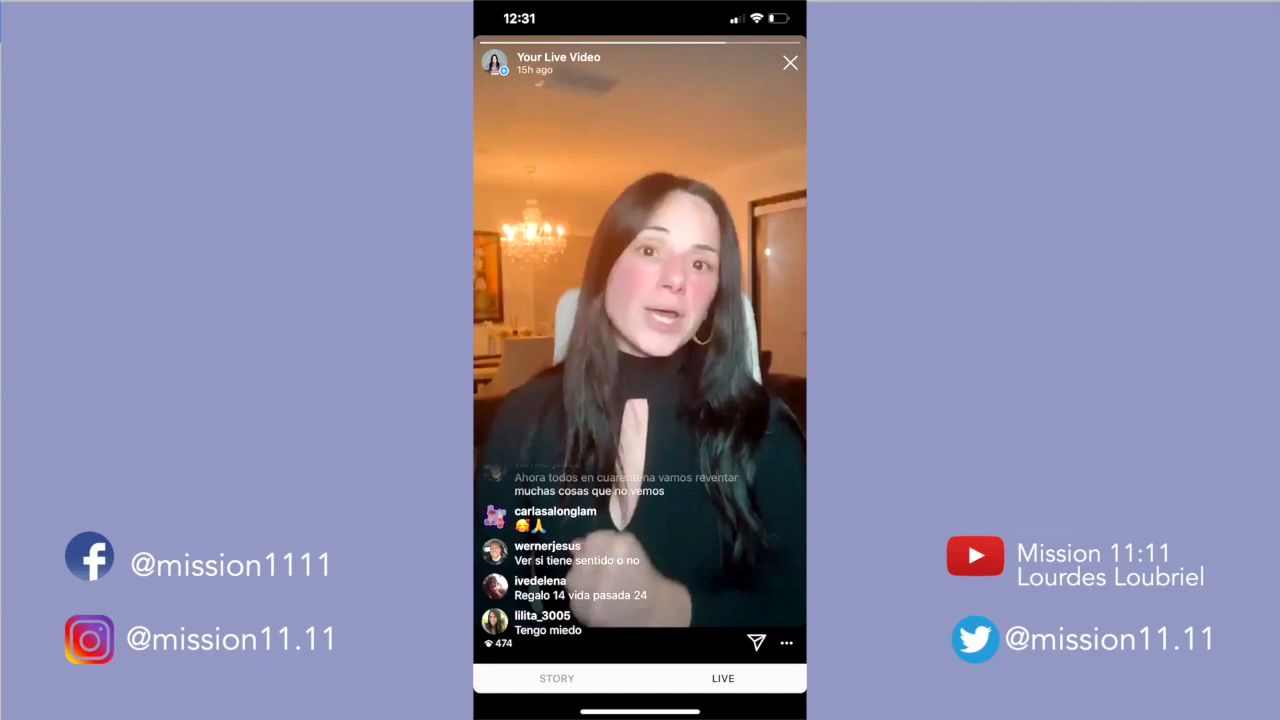 12:31
Your Live Video
15h ago
Ahora todos en cuarentena vamos reventar
muchas cosas que no vemos
carlasalonglam
🥰🙏
wernerjesus
Ver si tiene sentido o no
ivedelena
Regalo 14 vida pasada 24
lilita_3005
Tengo miedo
474
STORY LIVE
@mission1111
@mission11.11
Mission 11:11
Lourdes Loubriel
@mission11.11